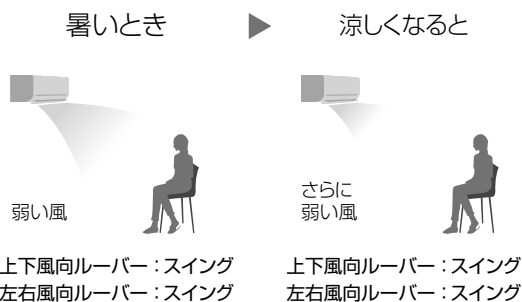 暑いとき ▶ 涼しくなると
弱い風
さらに
弱い風
上下風向ルーバー：スイング
左右風向ルーバー：スイング
上下風向ルーバー：スイング
左右風向ルーバー：スイング